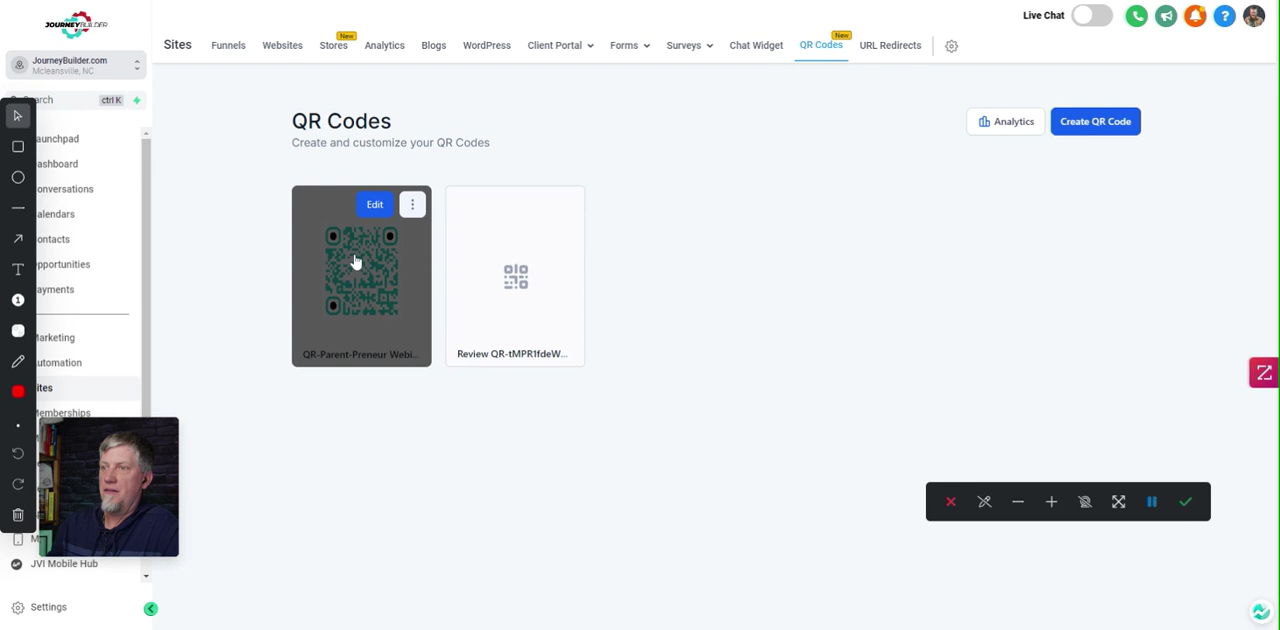 JOURNEYBUILDER
Live Chat
Sites
Funnels
Websites
Stores
New
Analytics
Blogs
WordPress
Client Portal
Forms
Surveys
Chat Widget
QR Codes
New
URL Redirects
JourneyBuilder.com
Mcleansville, NC
earch
ctrl K
aunchpad
ashboard
onversations
alendars
ontacts
pportunities
ayments
arketing
utomation
ites
emberships
JVI Mobile Hub
Settings
1
QR Codes
Create and customize your QR Codes
Analytics
Create QR Code
Edit
QR-Parent-Preneur Webi...
Review QR-tMPR1fdeW...